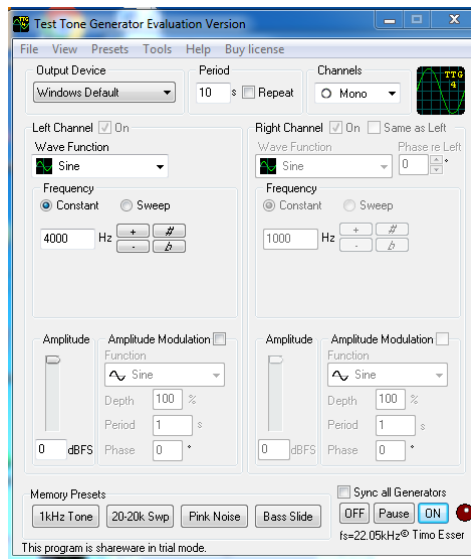 Test Tone Generator Evaluation Version
File View Presets Tools Help Buy license
Output Device Period Channels
Windows Default 10 s Repeat Mono TTG 4
Left Channel On Right Channel On Same as Left
Wave Function Wave Function Phase re Left
Sine Sine 0 °
Frequency Frequency
Constant Sweep Constant Sweep
4000 Hz + # 1000 Hz + #
- b - b
Amplitude Amplitude Modulation Amplitude Amplitude Modulation
Function Function
Sine Sine
Depth 100 % Depth 100 %
Period 1 s Period 1 s
0 dBFS Phase 0 ° 0 dBFS Phase 0 °
Memory Presets Sync all Generators
1kHz Tone 20-20k Swp Pink Noise Bass Slide OFF Pause ON
fs=22.05kHz© Timo Esser
This program is shareware in trial mode.